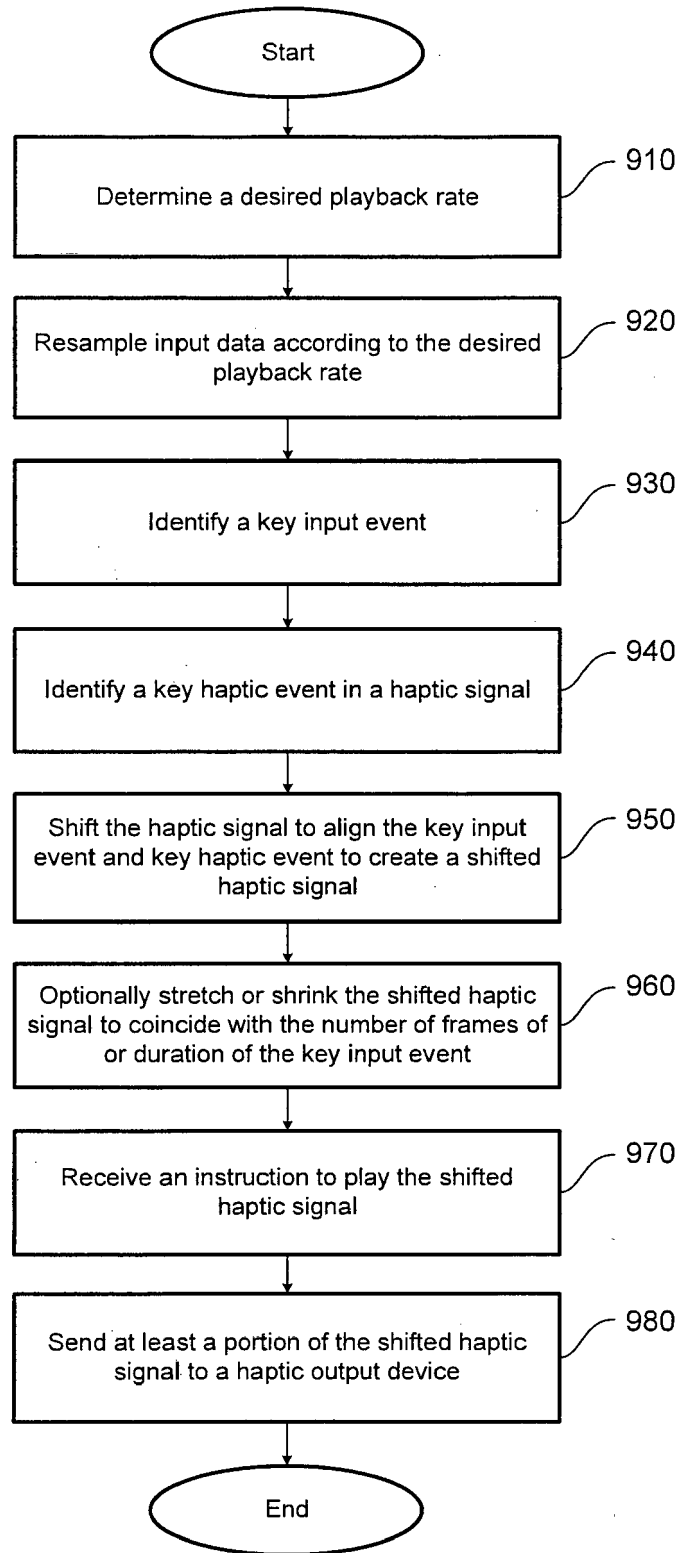 Start
910
Determine a desired playback rate
920
Resample input data according to the desired
playback rate
930
Identify a key input event
940
Identify a key haptic event in a haptic signal
950
Shift the haptic signal to align the key input
event and key haptic event to create a shifted
haptic signal
960
Optionally stretch or shrink the shifted haptic
signal to coincide with the number of frames of
or duration of the key input event
970
Receive an instruction to play the shifted
haptic signal
980
Send at least a portion of the shifted haptic
signal to a haptic output device
End